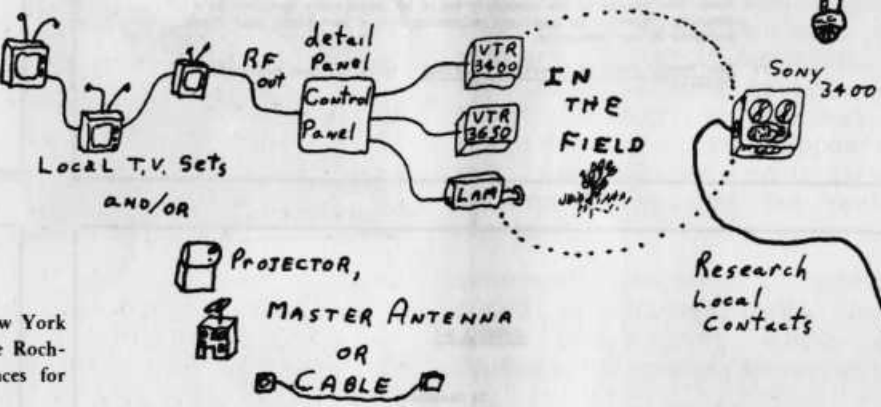 detail
Panel
RF
out
Control
Panel
VTR
3400
VTR
3650
CAM
IN
THE
FIELD
SONY
3400
Local T.V. Sets
AND/OR
PROJECTOR,
MASTER ANTENNA
OR
CABLE
Research
Local
Contacts
w York
e Roch-
ces for